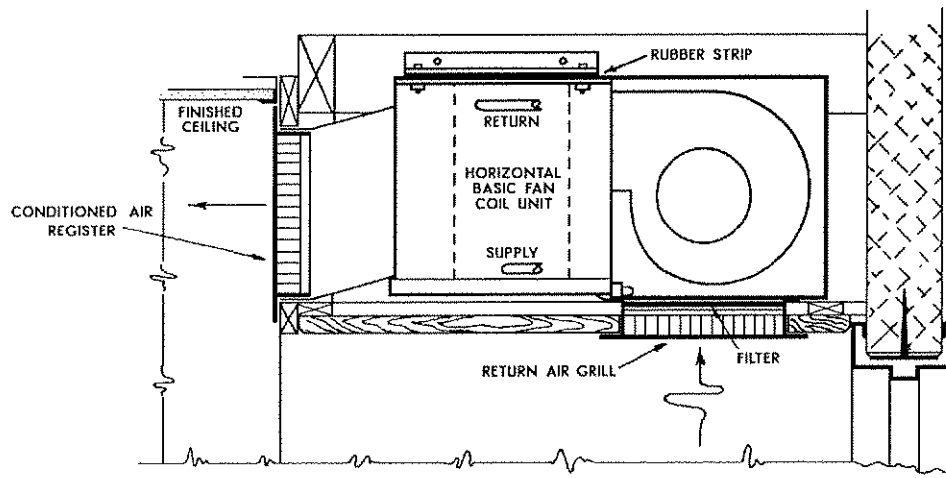 RUBBER STRIP
FINISHED
CEILING
RETURN
HORIZONTAL
BASIC FAN
COIL UNIT
CONDITIONED AIR
REGISTER
SUPPLY
FILTER
RETURN AIR GRILL